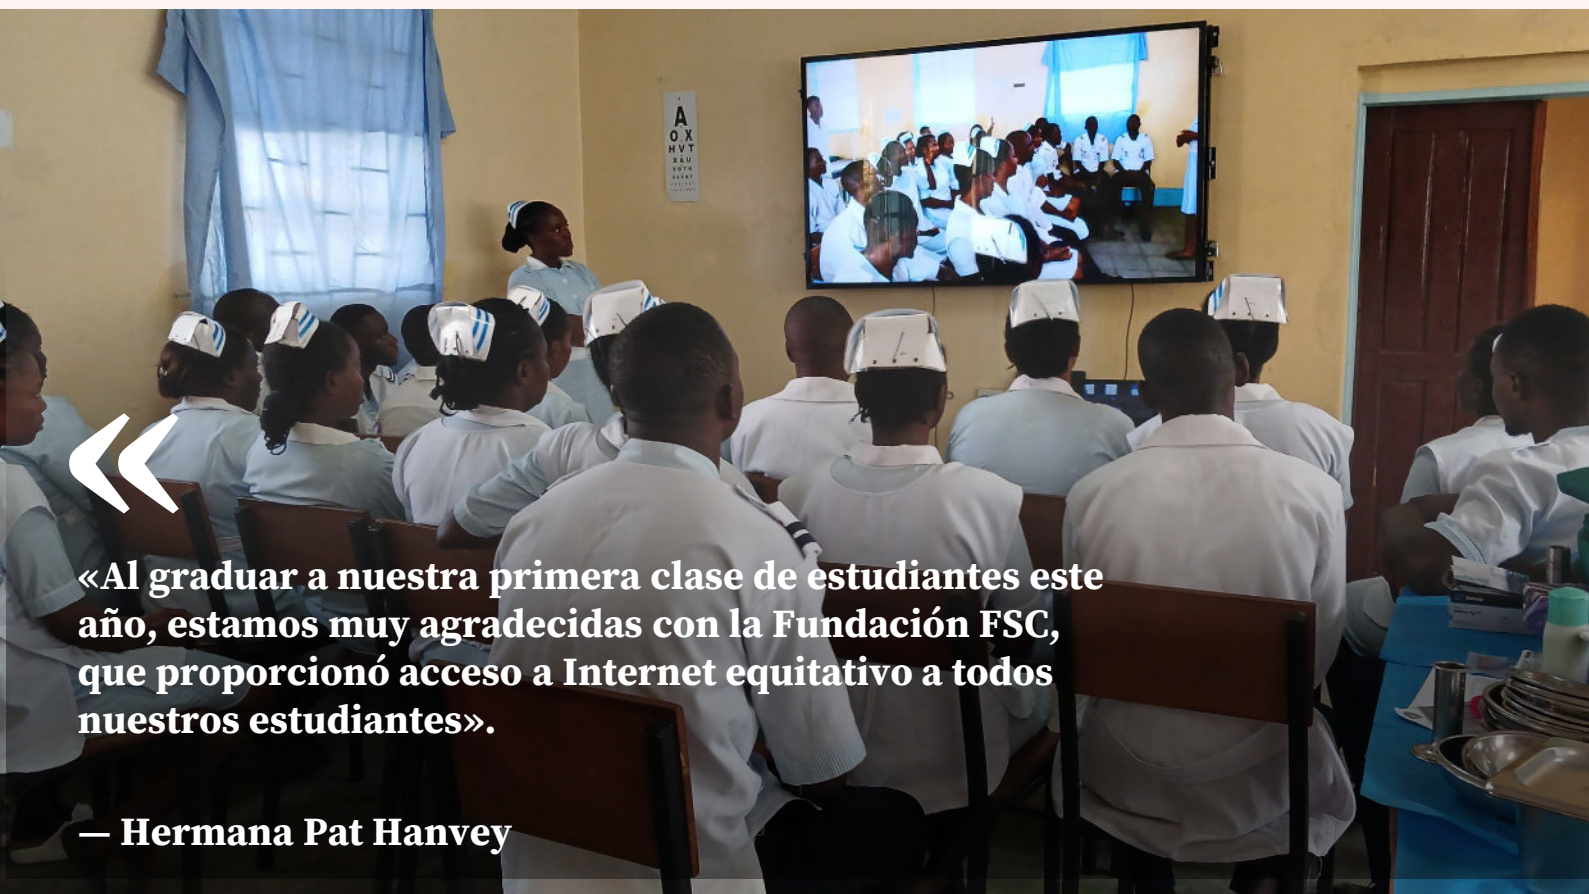 A
O X
H V T
X A U
V O T H
«
«Al graduar a nuestra primera clase de estudiantes este
año, estamos muy agradecidas con la Fundación FSC,
que proporcionó acceso a Internet equitativo a todos
nuestros estudiantes».
— Hermana Pat Hanvey